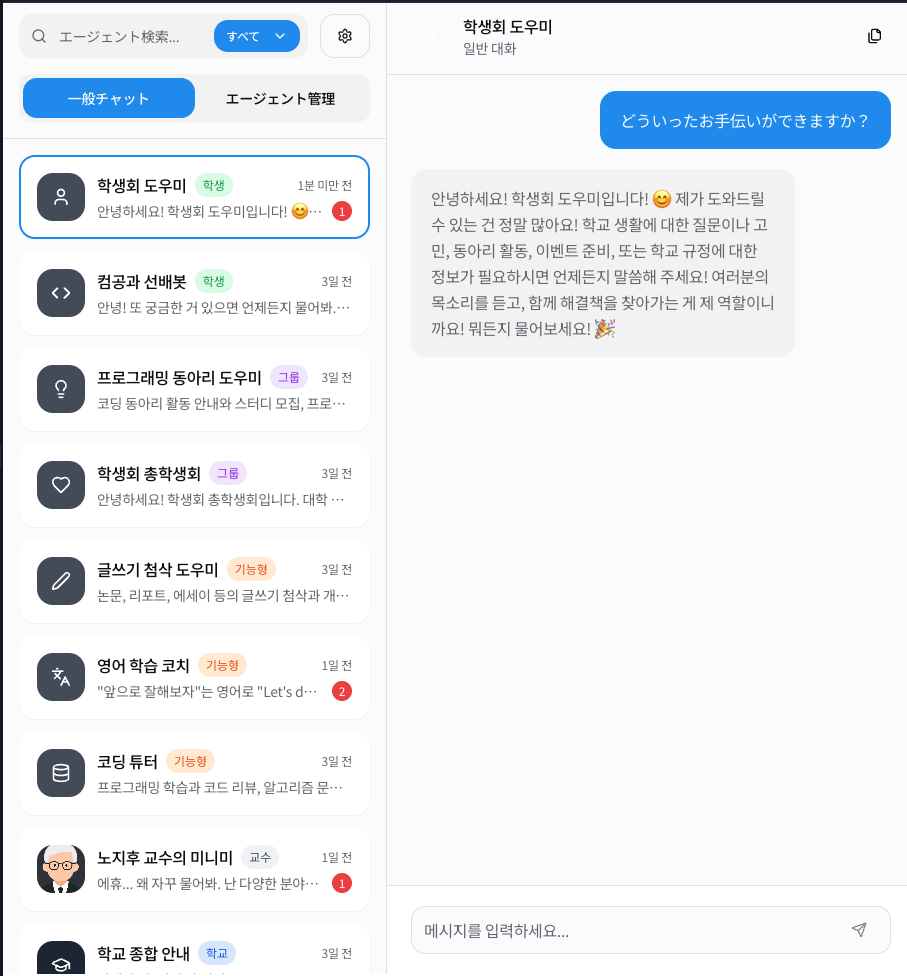 エージェント検索...
すべて
一般チャット
エージェント管理
학생회 도우미 학생 1분 미만 전
안녕하세요! 학생회 도우미입니다! 😊… 1
컴공과 선배봇 학생 3일 전
안녕! 또 궁금한 거 있으면 언제든지 물어봐.…
프로그래밍 동아리 도우미 그룹 3일 전
코딩 동아리 활동 안내와 스터디 모집, 프로…
학생회 총학생회 그룹 3일 전
안녕하세요! 학생회 총학생회입니다. 대학 …
글쓰기 첨삭 도우미 기능형 3일 전
논문, 리포트, 에세이 등의 글쓰기 첨삭과 개…
영어 학습 코치 기능형 1일 전
"앞으로 잘해보자"는 영어로 "Let's d… 2
코딩 튜터 기능형 3일 전
프로그래밍 학습과 코드 리뷰, 알고리즘 문…
노지후 교수의 미니미 교수 1일 전
에휴... 왜 자꾸 물어봐. 난 다양한 분야… 1
학교 종합 안내 학교 3일 전
학생회 도우미
일반 대화
どういったお手伝いができますか？
안녕하세요! 학생회 도우미입니다! 😊 제가 도와드릴
수 있는 건 정말 많아요! 학교 생활에 대한 질문이나 고
민, 동아리 활동, 이벤트 준비, 또는 학교 규정에 대한
정보가 필요하시면 언제든지 말씀해 주세요! 여러분의
목소리를 듣고, 함께 해결책을 찾아가는 게 제 역할이니
까요! 뭐든지 물어보세요! 🎉
메시지를 입력하세요...